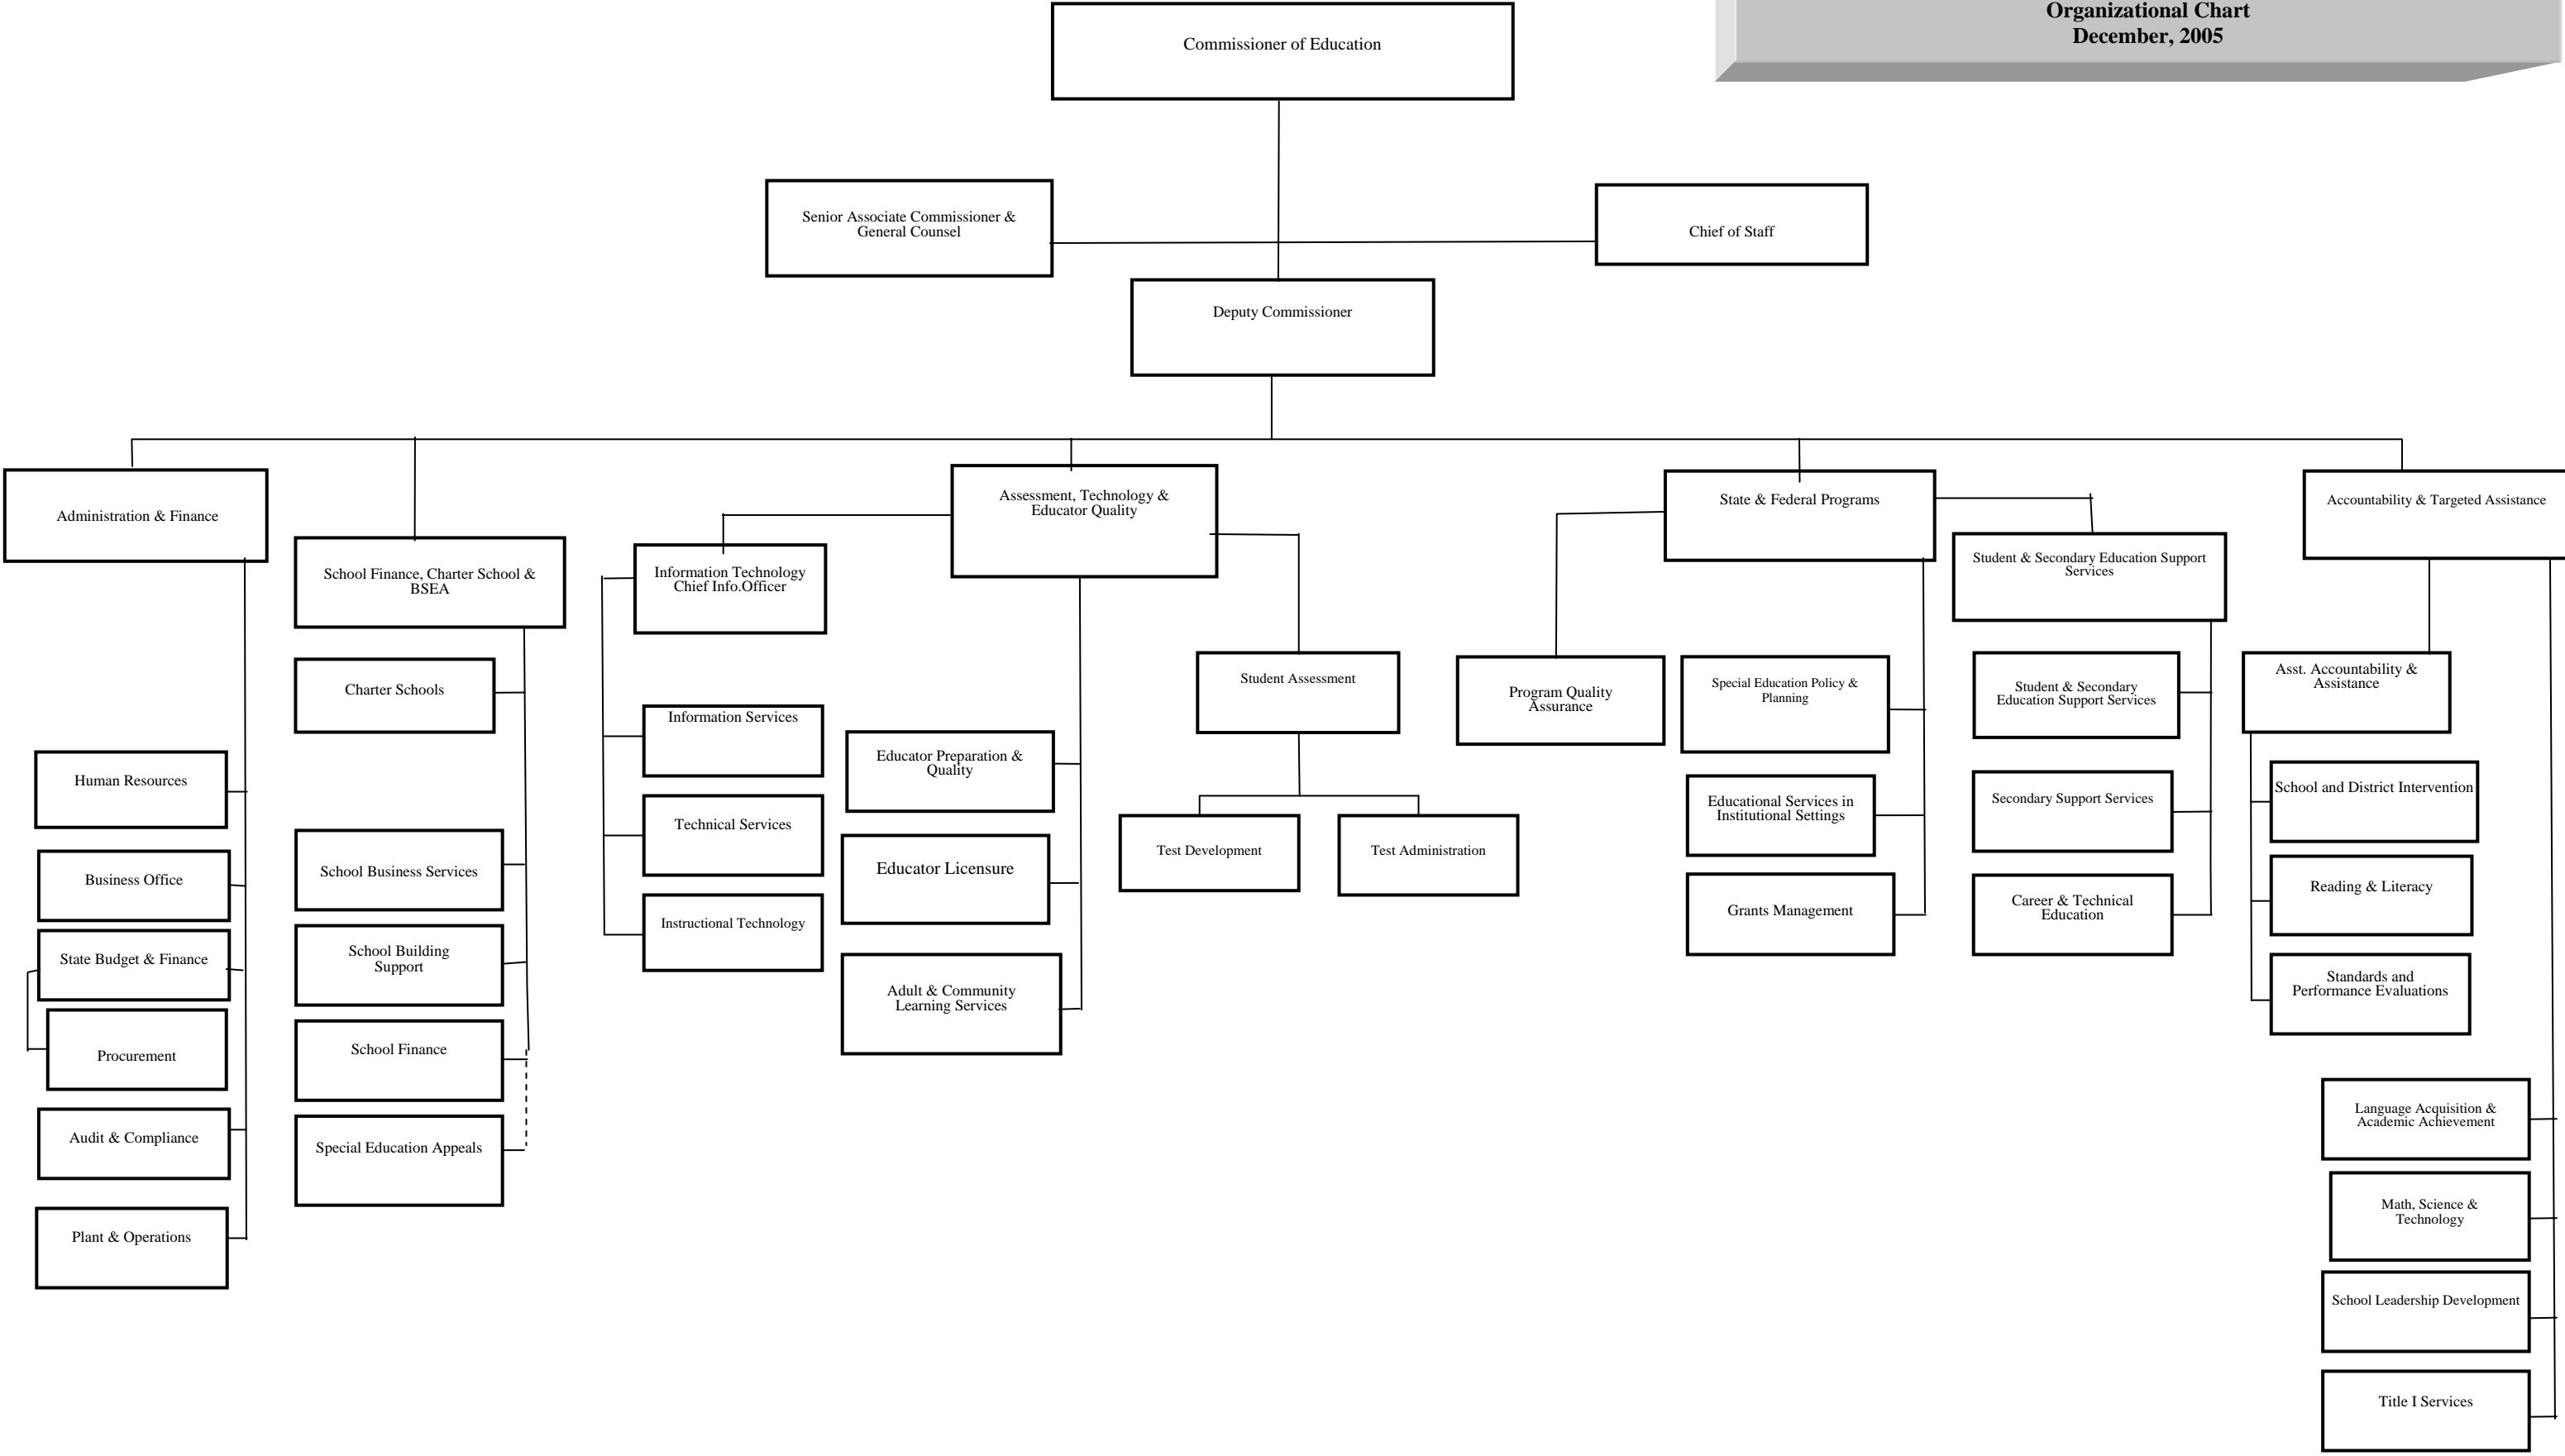 Organizational Chart
December, 2005
Commissioner of Education
Senior Associate Commissioner &
General Counsel
Chief of Staff
Deputy Commissioner
Administration & Finance
Human Resources
Business Office
State Budget & Finance
Procurement
Audit & Compliance
Plant & Operations
School Finance, Charter School &
BSEA
Charter Schools
School Business Services
School Building
Support
School Finance
Special Education Appeals
Assessment, Technology &
Educator Quality
Information Technology
Chief Info.Officer
Information Services
Technical Services
Instructional Technology
Educator Preparation &
Quality
Educator Licensure
Adult & Community
Learning Services
Student Assessment
Test Development
Test Administration
State & Federal Programs
Program Quality
Assurance
Special Education Policy &
Planning
Educational Services in
Institutional Settings
Grants Management
Student & Secondary Education Support
Services
Student & Secondary
Education Support Services
Secondary Support Services
Career & Technical
Education
Accountability & Targeted Assistance
Asst. Accountability &
Assistance
School and District Intervention
Reading & Literacy
Standards and
Performance Evaluations
Language Acquisition &
Academic Achievement
Math, Science &
Technology
School Leadership Development
Title I Services